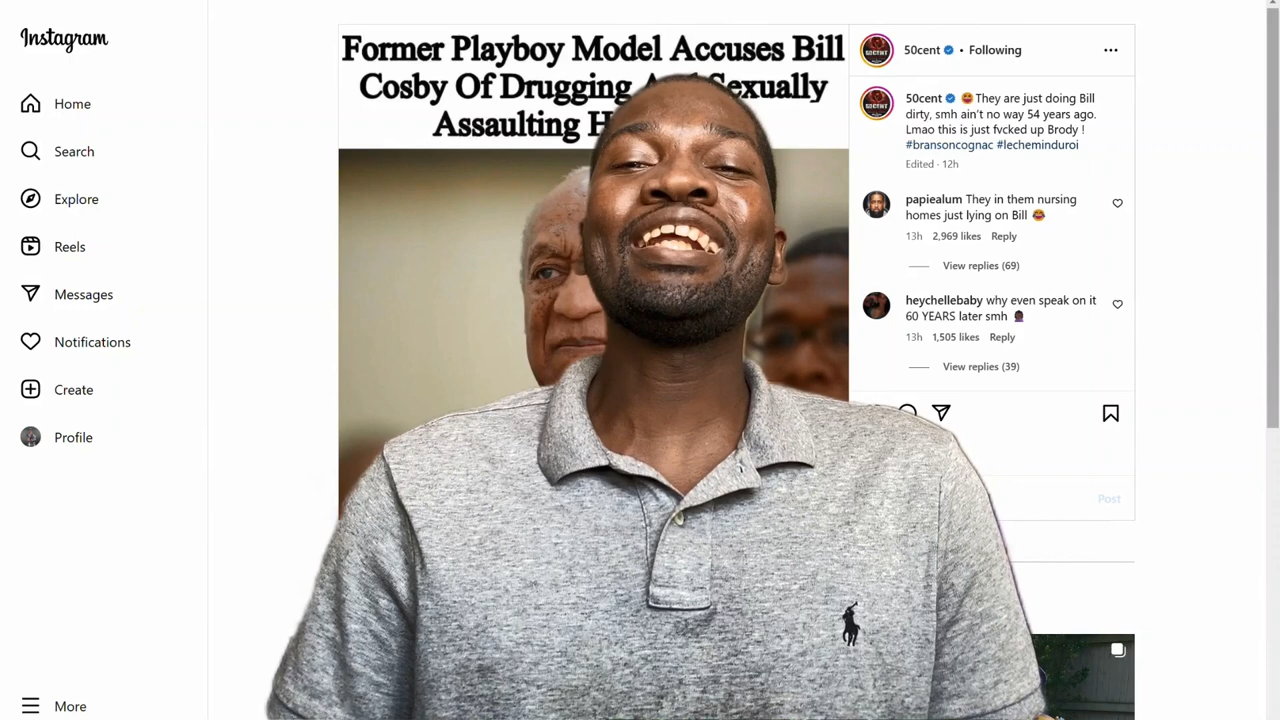 Instagram
Home
Search
Explore
Reels
Messages
Notifications
Create
Profile
More
Former Playboy Model Accuses Bill
Cosby Of Drugging And Sexually
Assaulting
50cent • Following
50cent 😆They are just doing Bill
dirty, smh ain't no way 54 years ago.
Lmao this is just fvcked up Brody !
#bransoncognac #lecheminduroi
Edited · 12h
papiealum They in them nursing
homes just lying on Bill 😆
13h 2,969 likes Reply
View replies (69)
heychellebaby why even speak on it
60 YEARS later smh 🤦🏿‍♀️
13h 1,505 likes Reply
View replies (39)
Post